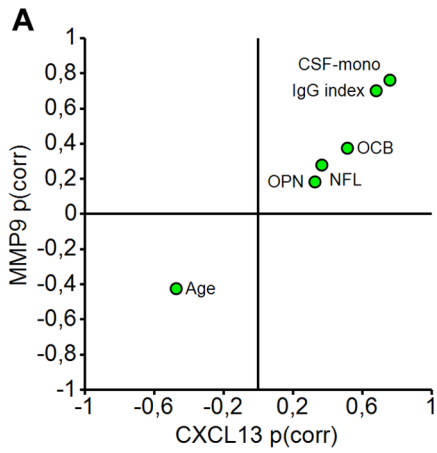 A
1
0,8
0,6
0,4
0,2
0
-0,2
-0,4
-0,6
-0,8
-1
MMP9 p(corr)
CSF-mono
IgG index
OCB
OPN
NFL
Age
-1 -0,6 -0,2 0,2 0,6 1
CXCL13 p(corr)